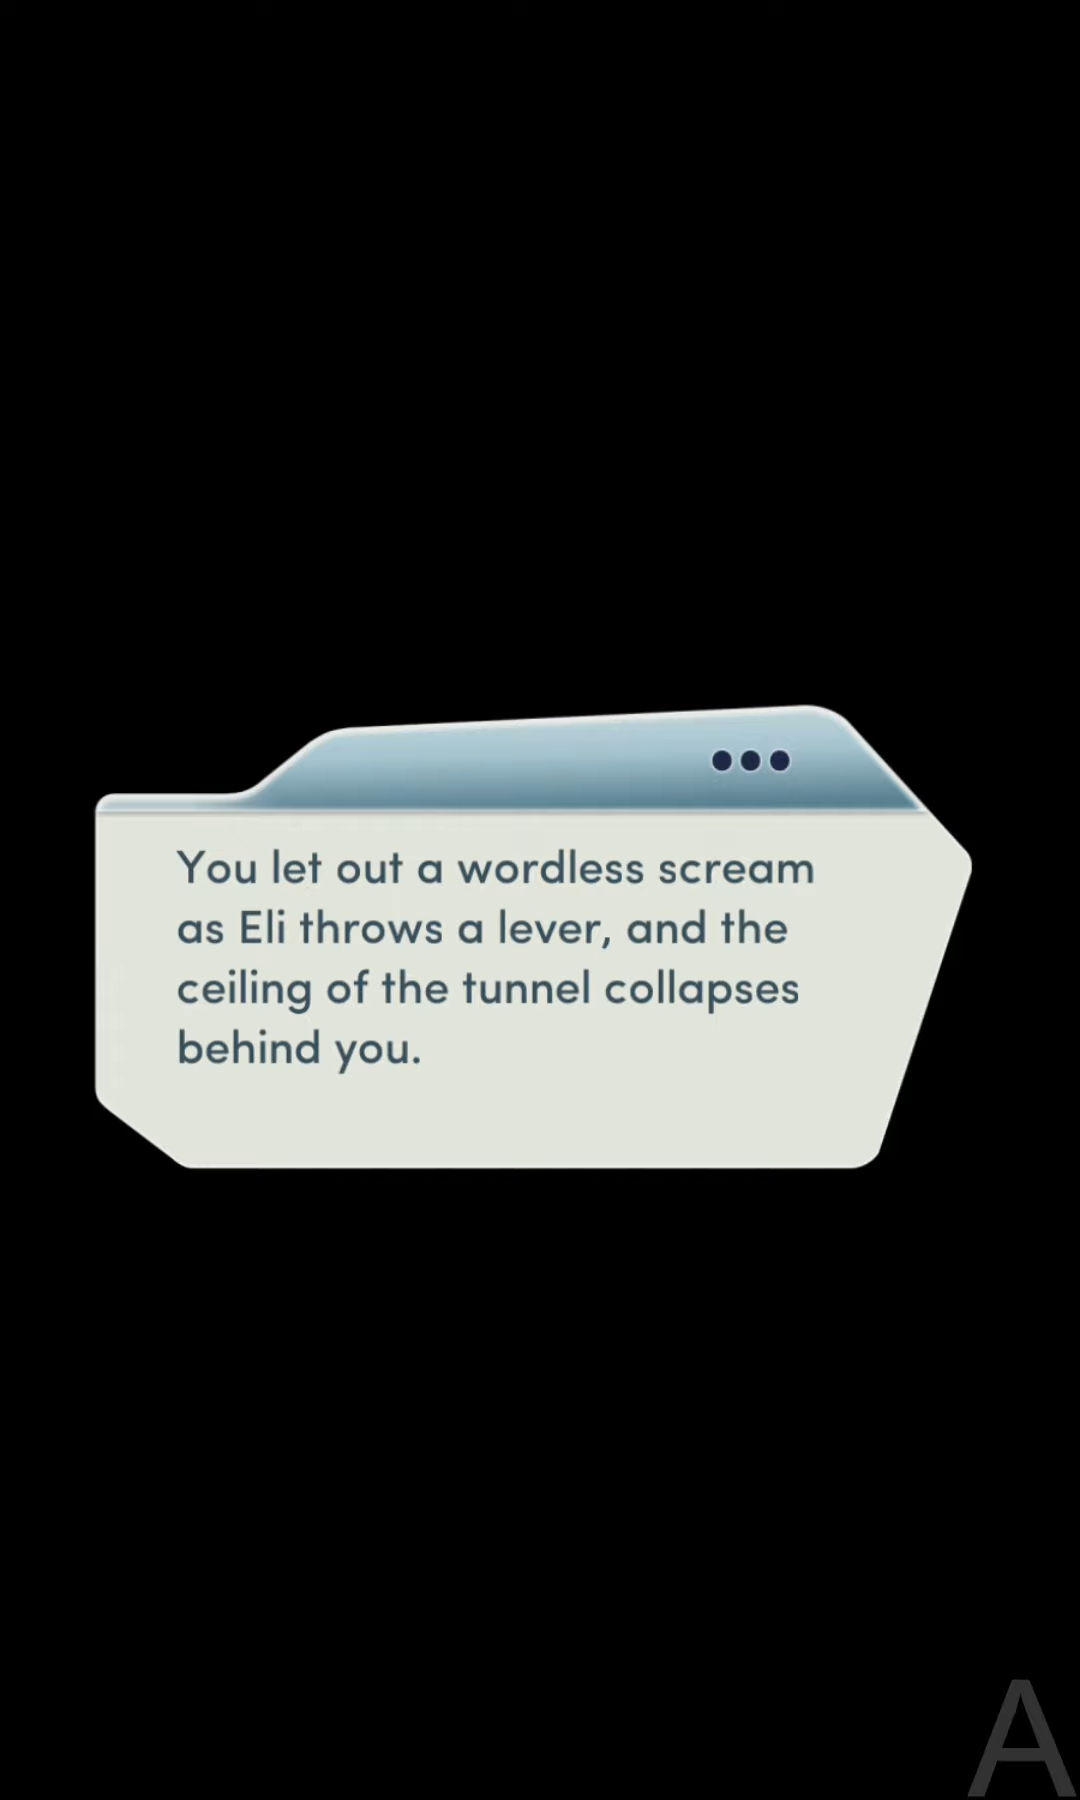 You let out a wordless scream
as Eli throws a lever, and the
ceiling of the tunnel collapses
behind you.
A